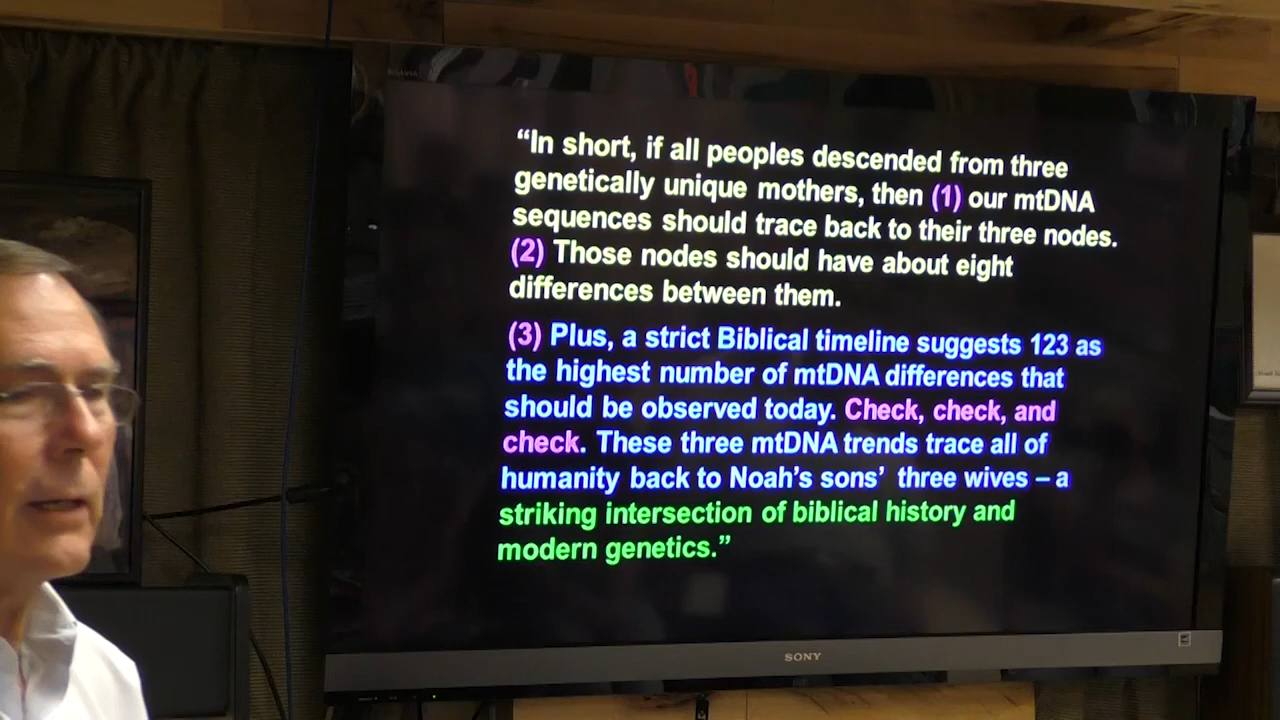 “In short, if all peoples descended from three
genetically unique mothers, then (1) our mtDNA
sequences should trace back to their three nodes.
(2) Those nodes should have about eight
differences between them.
(3) Plus, a strict Biblical timeline suggests 123 as
the highest number of mtDNA differences that
should be observed today. Check, check, and
check. These three mtDNA trends trace all of
humanity back to Noah’s sons’ three wives – a
striking intersection of biblical history and
modern genetics.”
SONY